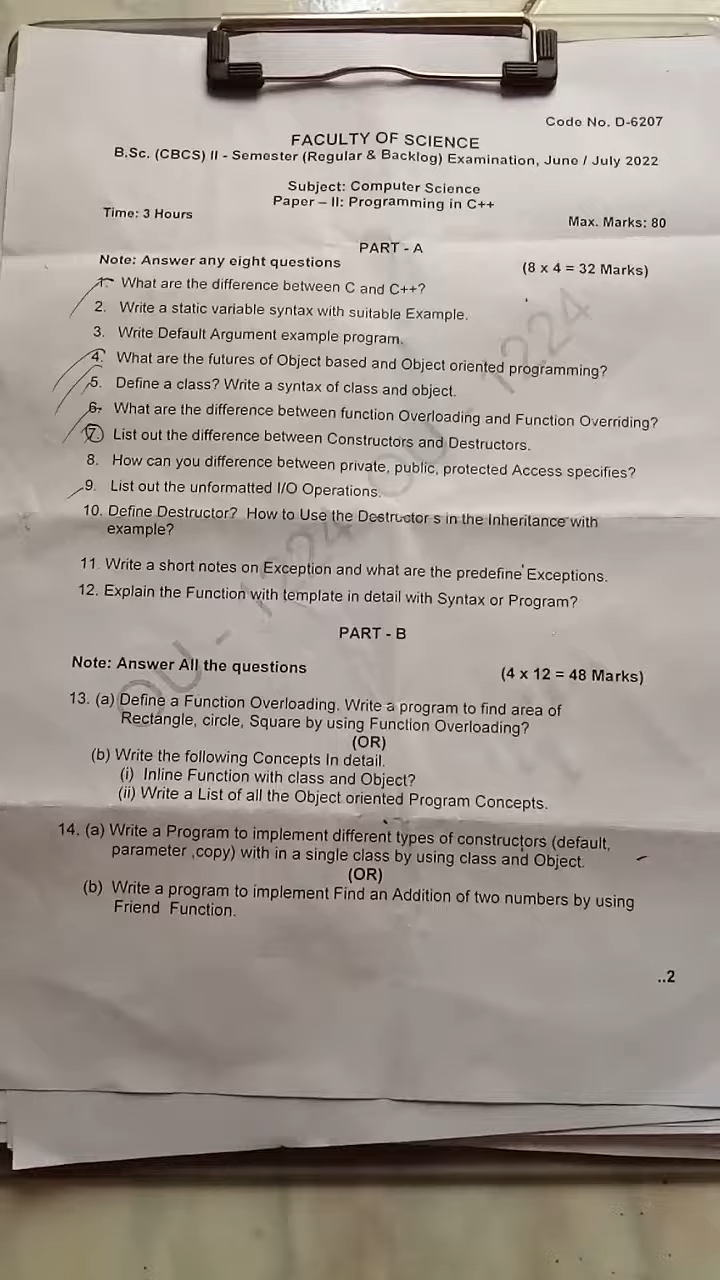 Code No. D-6207
FACULTY OF SCIENCE
B.Sc. (CBCS) II - Semester (Regular & Backlog) Examination, June / July 2022
Subject: Computer Science
Paper – II: Programming in C++
Time: 3 Hours
Max. Marks: 80
PART - A
Note: Answer any eight questions
(8 x 4 = 32 Marks)
1. What are the difference between C and C++?
2. Write a static variable syntax with suitable Example.
3. Write Default Argument example program.
4. What are the futures of Object based and Object oriented programming?
5. Define a class? Write a syntax of class and object.
6. What are the difference between function Overloading and Function Overriding?
7. List out the difference between Constructors and Destructors.
8. How can you difference between private, public, protected Access specifies?
9. List out the unformatted I/O Operations.
10. Define Destructor? How to Use the Destructor s in the Inheritance with
example?
11. Write a short notes on Exception and what are the predefine Exceptions.
12. Explain the Function with template in detail with Syntax or Program?
PART - B
Note: Answer All the questions
(4 x 12 = 48 Marks)
13. (a) Define a Function Overloading. Write a program to find area of
Rectangle, circle, Square by using Function Overloading?
(OR)
(b) Write the following Concepts In detail.
(i) Inline Function with class and Object?
(ii) Write a List of all the Object oriented Program Concepts.
14. (a) Write a Program to implement different types of constructors (default,
parameter ,copy) with in a single class by using class and Object.
(OR)
(b) Write a program to implement Find an Addition of two numbers by using
Friend Function.
..2
OU - 1224 OU - 1224